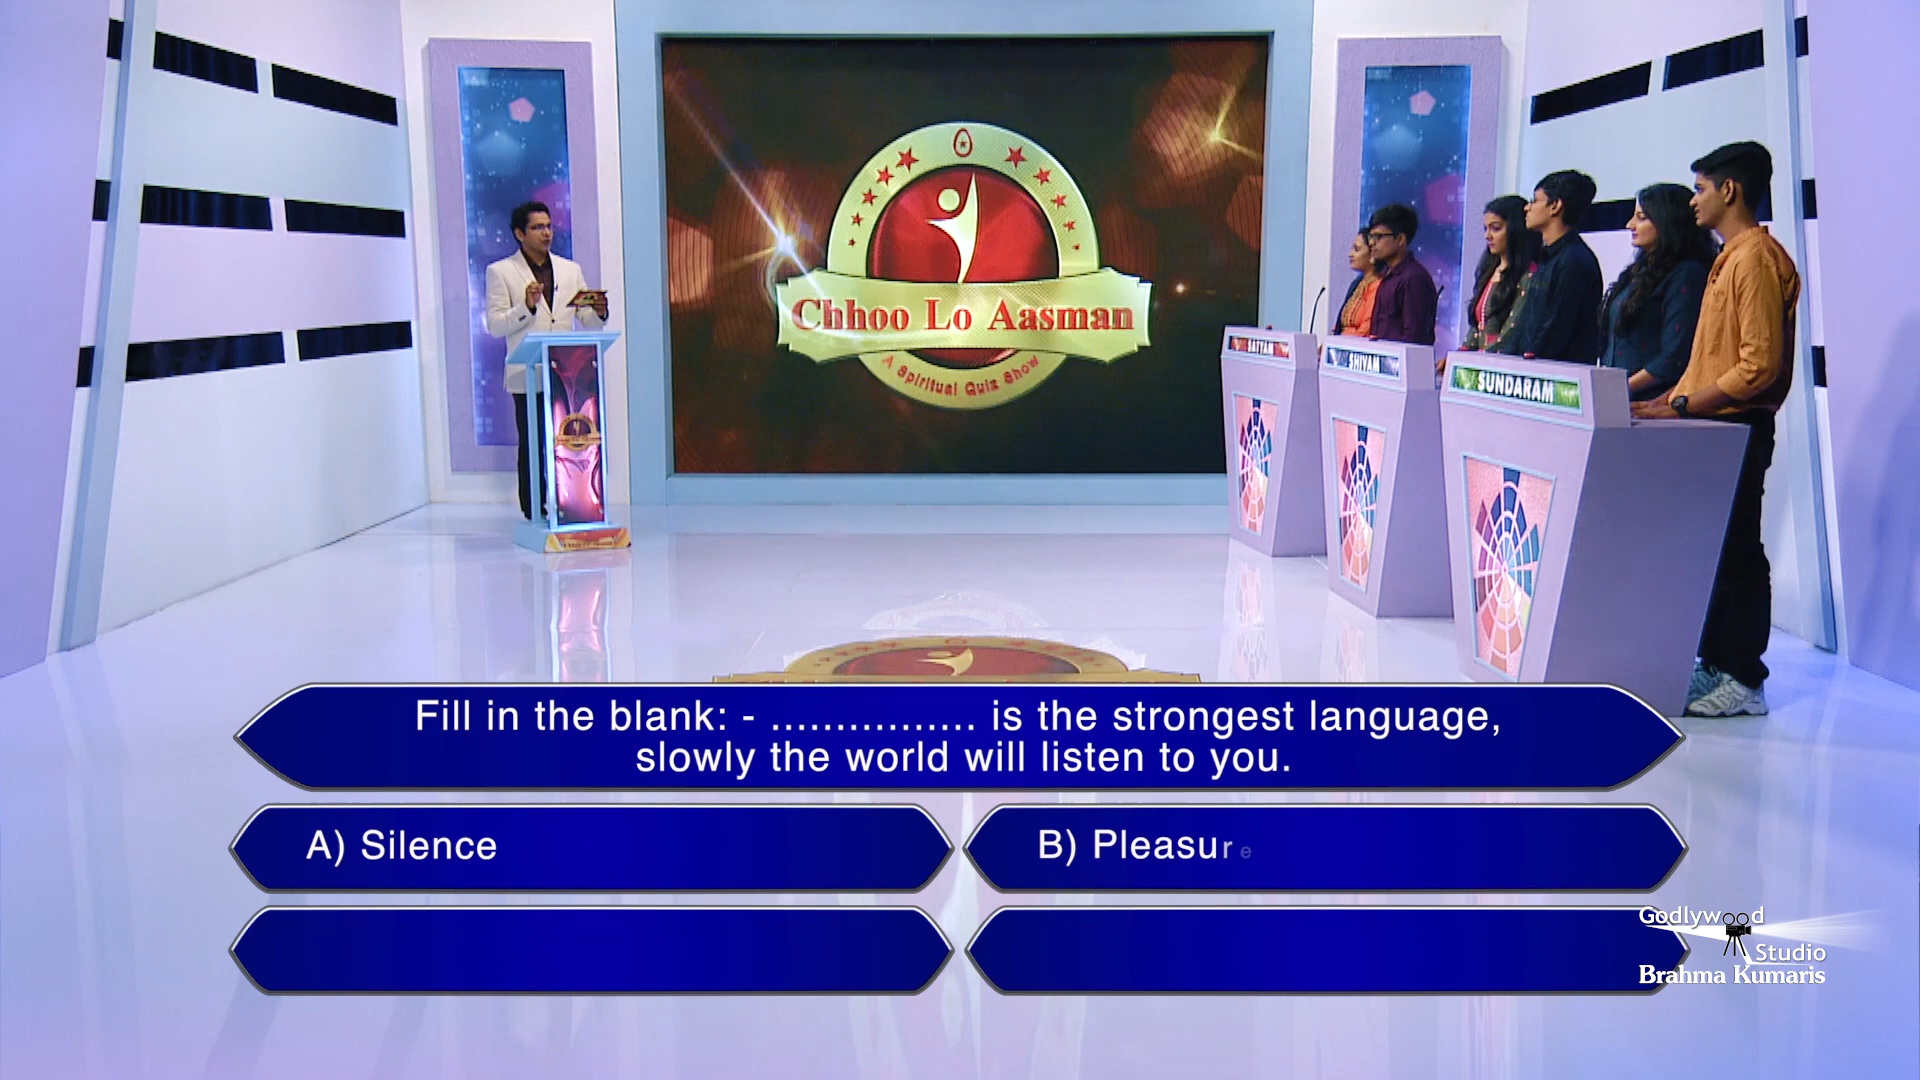 Chhoo Lo Aasman
A Spiritual Quiz Show
SATYAM
SHIVAM
SUNDARAM
Fill in the blank: - ................ is the strongest language,
slowly the world will listen to you.
A) Silence
B) Pleasure
Godlywood
Studio
Brahma Kumaris